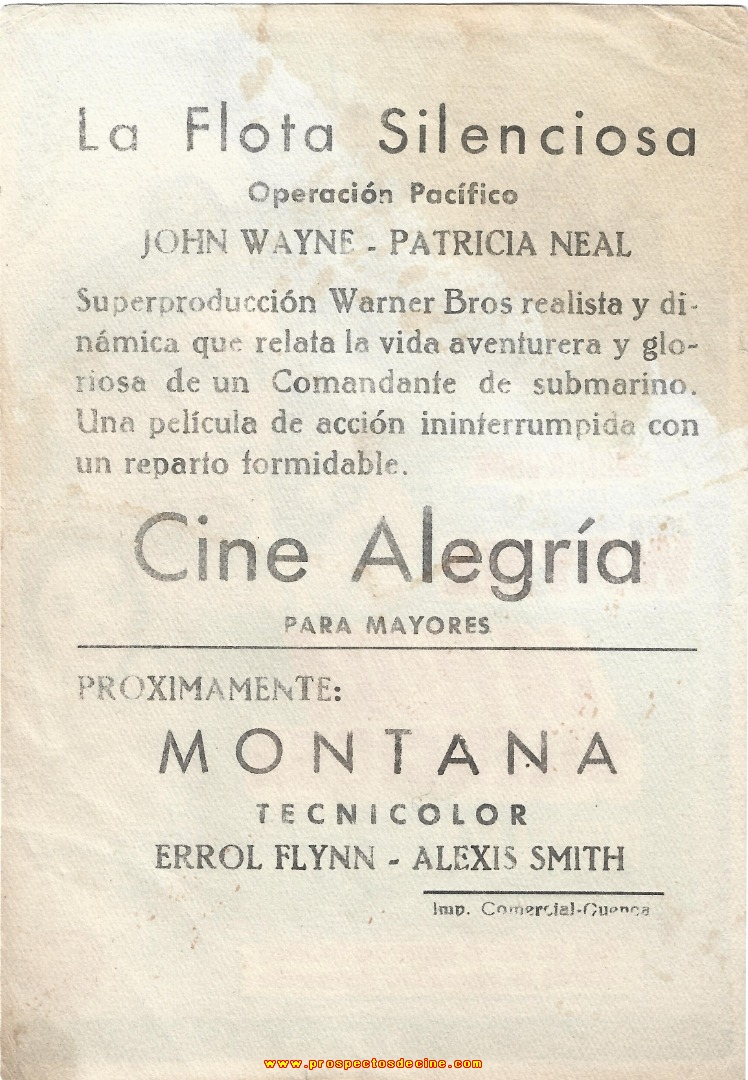 La Flota Silenciosa
Operación Pacífico
JOHN WAYNE - PATRICIA NEAL
Superproducción Warner Bros realista y di-
námica que relata la vida aventurera y glo-
riosa de un Comandante de submarino.
Una película de acción ininterrumpida con
un reparto formidable.
Cine Alegría
PARA MAYORES
PROXIMAMENTE:
MONTANA
TECNICOLOR
ERROL FLYNN - ALEXIS SMITH
Imp. Comercial-Cuenca
www.prospectosdecine.com